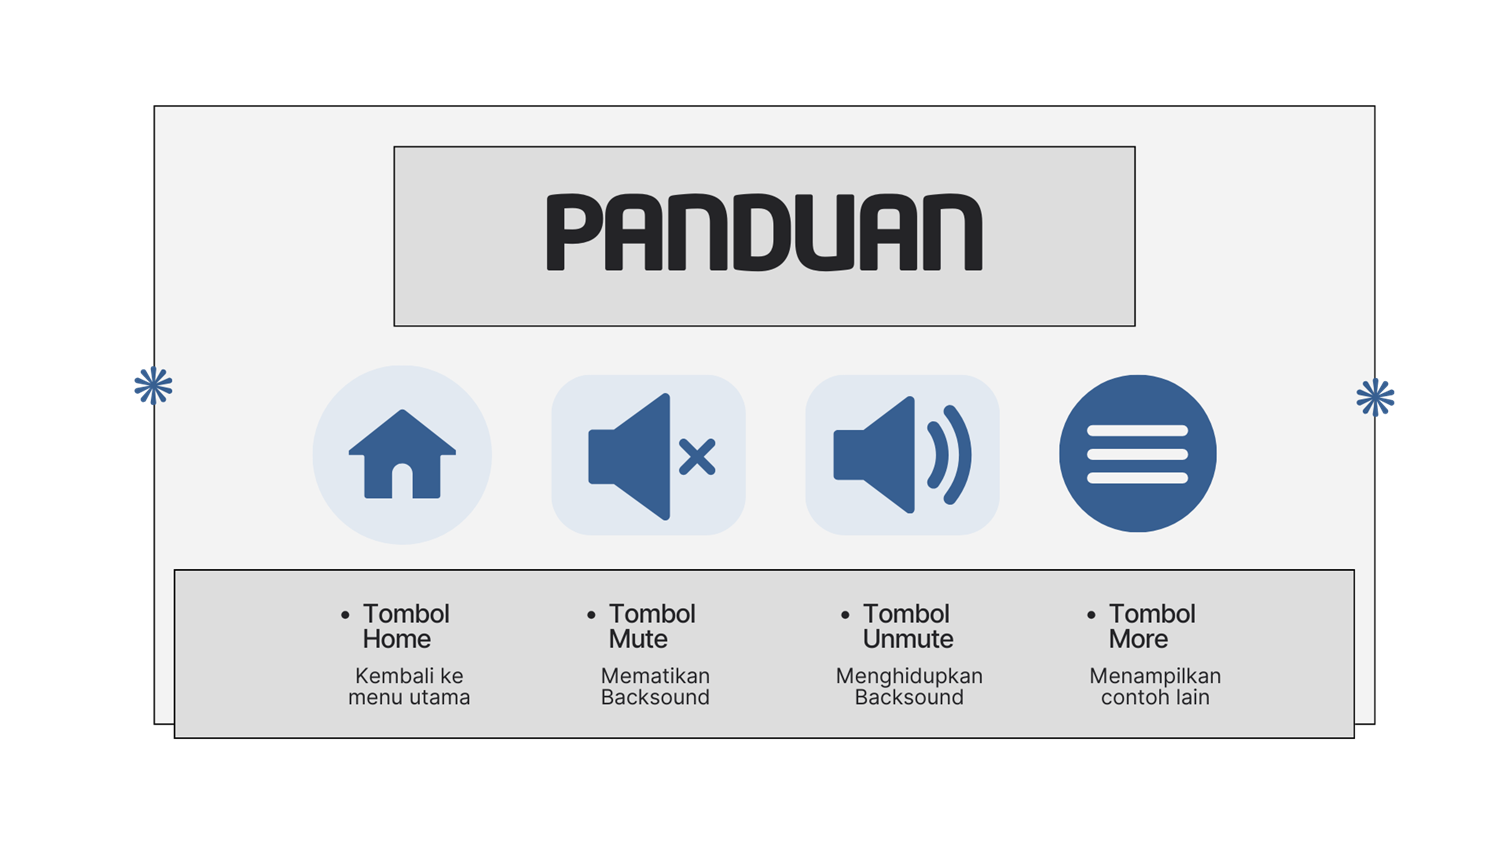 PANDUAN
• Tombol
Home
Kembali ke
menu utama
• Tombol
Mute
Mematikan
Backsound
• Tombol
Unmute
Menghidupkan
Backsound
• Tombol
More
Menampilkan
contoh lain